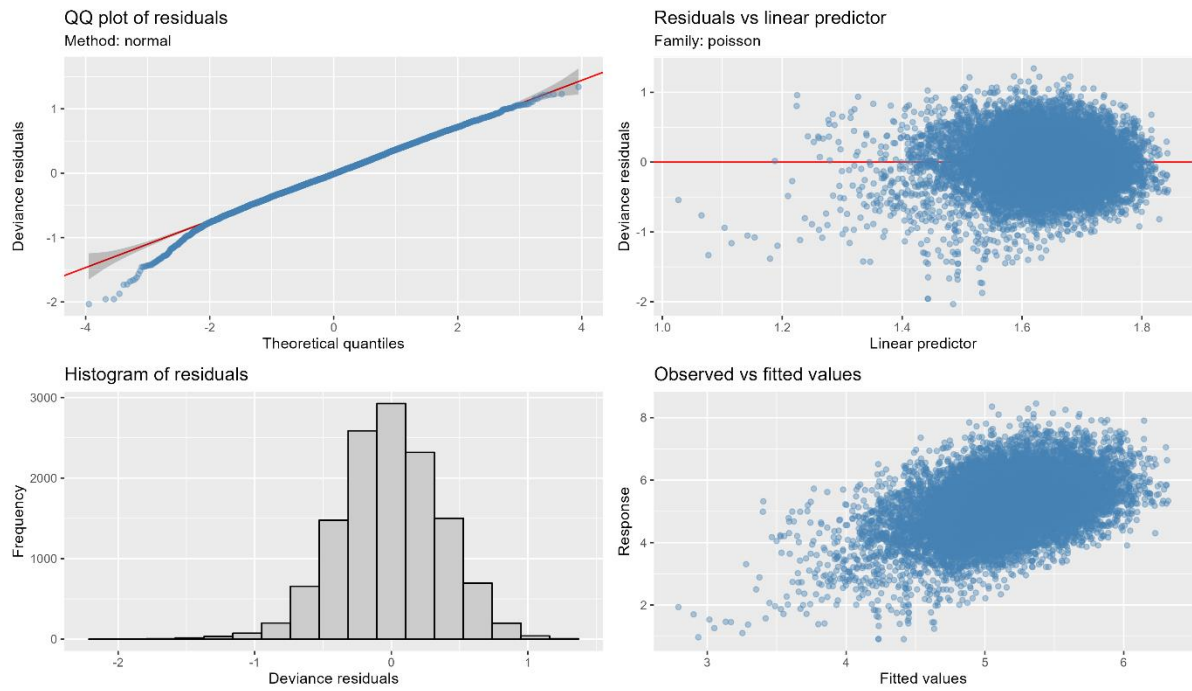 QQ plot of residuals
Method: normal
1
0
-1
-2
-4
-2
0
2
4
Theoretical quantiles
Deviance residuals
Residuals vs linear predictor
Family: poisson
1
0
-1
-2
1.0
1.2
1.4
1.6
1.8
Linear predictor
Deviance residuals
Histogram of residuals
3000
2000
1000
0
-2
-1
0
1
Deviance residuals
Frequency
Observed vs fitted values
8
6
4
2
3
4
5
6
Fitted values
Response